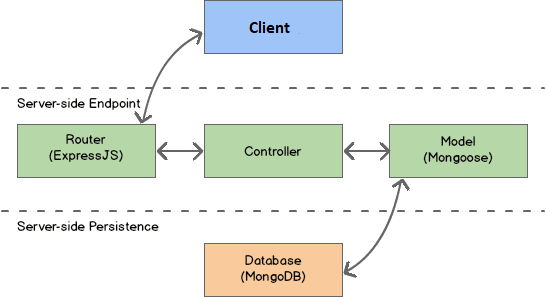 Client
Server-side Endpoint
Router
(ExpressJS)
Controller
Model
(Mongoose)
Server-side Persistence
Database
(MongoDB)